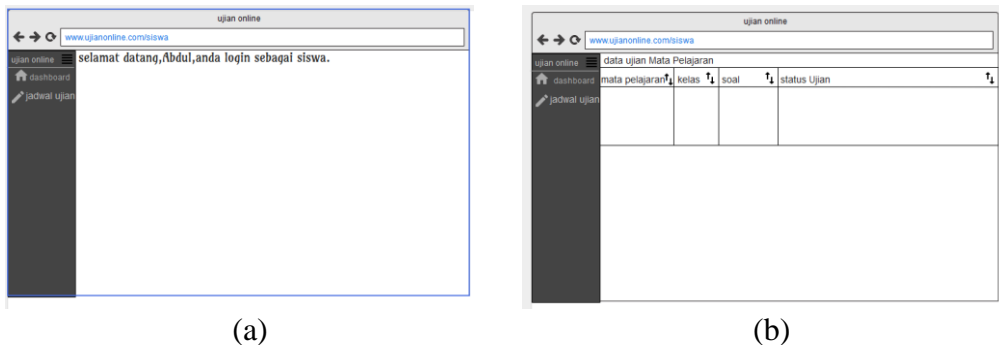 ujian online
www.ujianonline.com/siswa
ujian online
dashboard
jadwal ujian
selamat datang,Abdul,anda login sebagai siswa.
(a)
ujian online
www.ujianonline.com/siswa
ujian online
dashboard
jadwal ujian
data ujian Mata Pelajaran
mata pelajaran kelas soal status Ujian
(b)